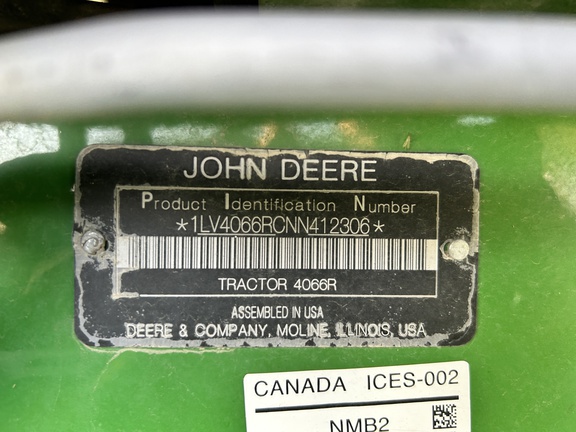 JOHN DEERE
Product Identification Number
*1LV4066RCNN412306*
TRACTOR 4066R
ASSEMBLED IN USA
DEERE & COMPANY, MOLINE, ILLINOIS, USA
CANADA ICES-002
NMB2